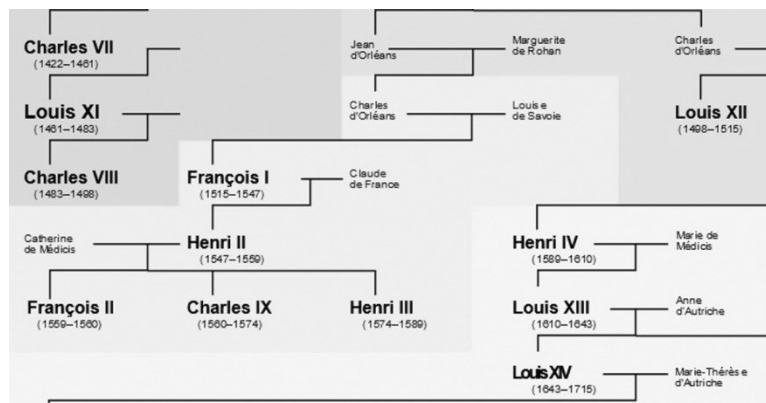 Charles VII
(1422–1461)
Jean
d'Orléans
Marguerite
de Rohan
Charles
d'Orléans
Louis XI
(1461–1483)
Charles
d'Orléans
Louise
de Savoie
Louis XII
(1498–1515)
Charles VIII
(1483–1498)
François I
(1515–1547)
Claude
de France
Catherine
de Médicis
Henri II
(1547–1559)
Henri IV
(1589–1610)
Marie de
Médicis
François II
(1559–1560)
Charles IX
(1560–1574)
Henri III
(1574–1589)
Louis XIII
(1610–1643)
Anne
d'Autriche
Louis XIV
(1643–1715)
Marie-Thérèse
d'Autriche